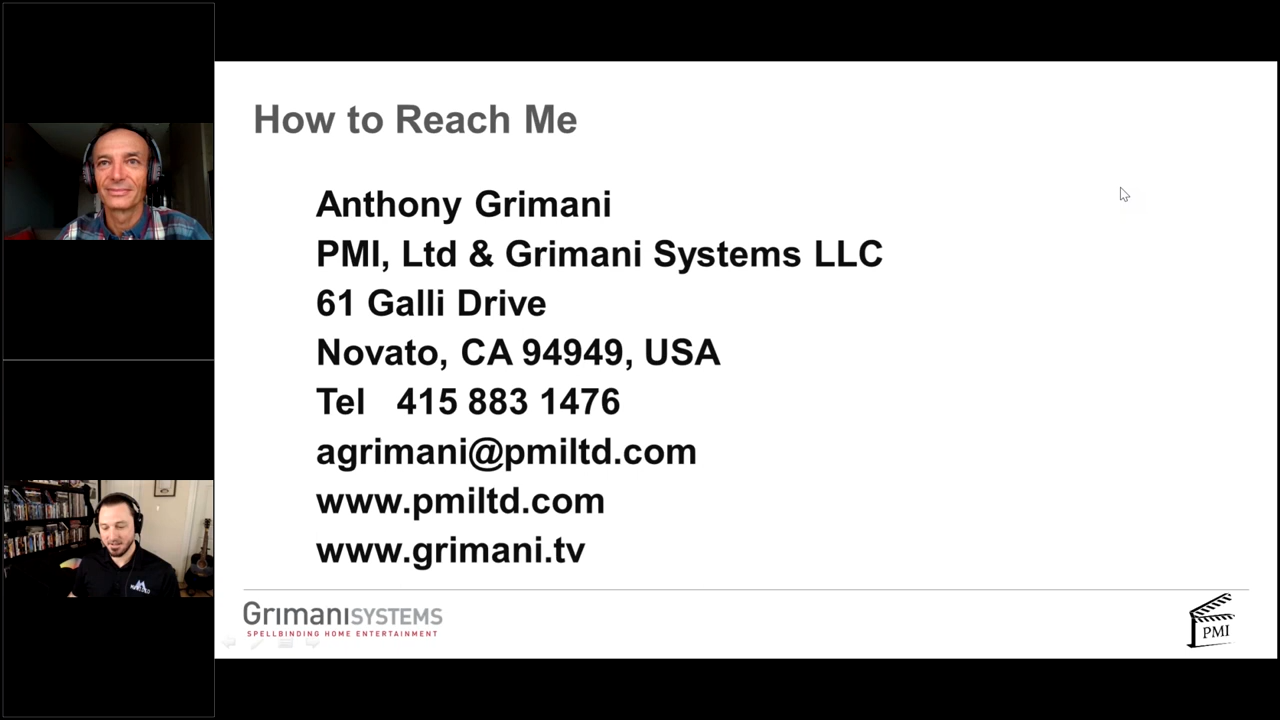 How to Reach Me
Anthony Grimani
PMI, Ltd & Grimani Systems LLC
61 Galli Drive
Novato, CA 94949, USA
Tel 415 883 1476
agrimani@pmiltd.com
www.pmiltd.com
www.grimani.tv
GrimaniSYSTEMS
SPELLBINDING HOME ENTERTAINMENT
PMI